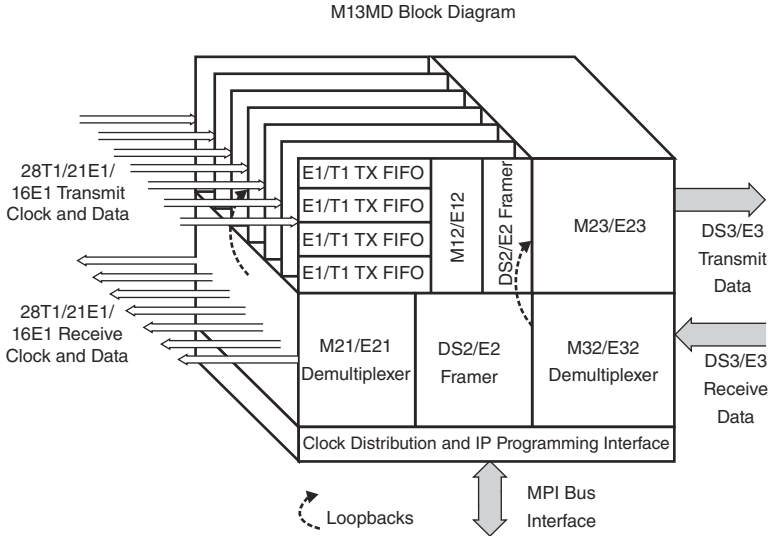 M13MD Block Diagram
28T1/21E1/
16E1 Transmit
Clock and Data
E1/T1 TX FIFO
E1/T1 TX FIFO
E1/T1 TX FIFO
E1/T1 TX FIFO
M12/E12
DS2/E2 Framer
M23/E23
DS3/E3
Transmit
Data
28T1/21E1/
16E1 Receive
Clock and Data
M21/E21
Demultiplexer
DS2/E2
Framer
M32/E32
Demultiplexer
DS3/E3
Receive
Data
Clock Distribution and IP Programming Interface
Loopbacks
MPI Bus
Interface